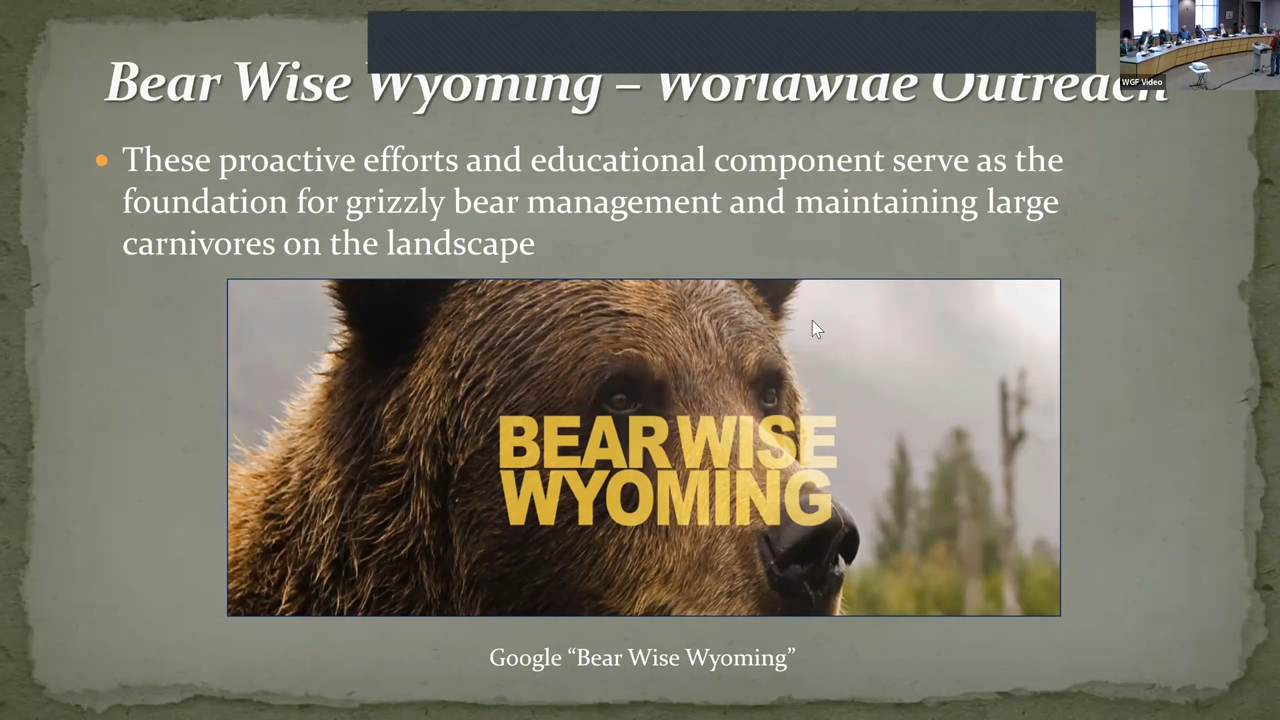 Bear Wise Wyoming – Worldwide Outreach
WGF Video
• These proactive efforts and educational component serve as the
foundation for grizzly bear management and maintaining large
carnivores on the landscape
BEAR WISE
WYOMING
Google “Bear Wise Wyoming”